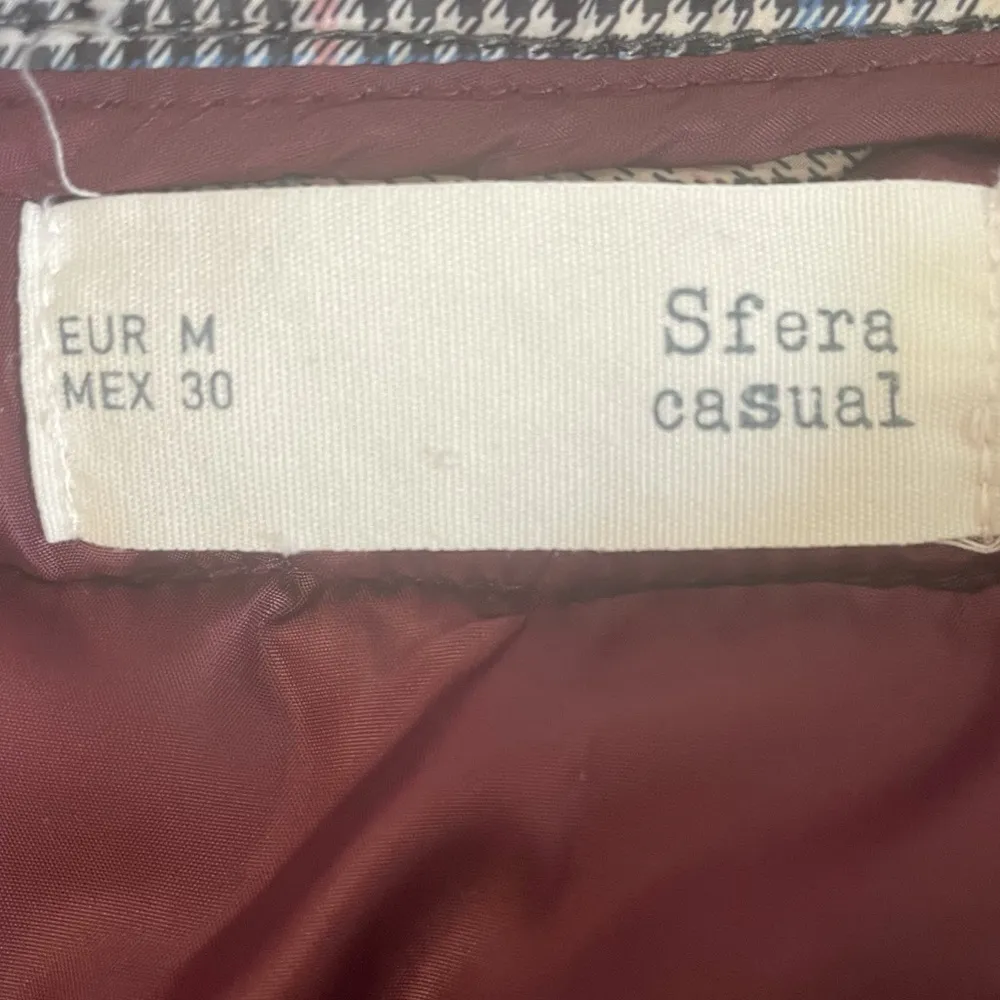 EUR M
MEX 30
Sfera
casual